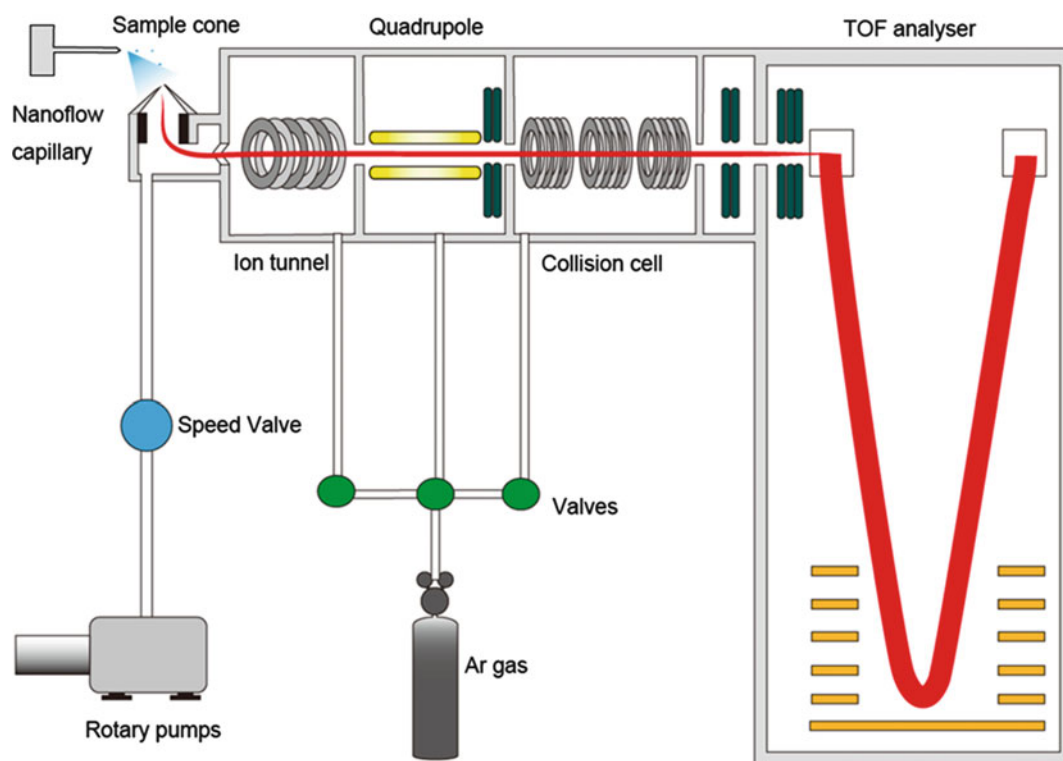 Sample cone
Quadrupole
TOF analyser
Nanoflow
capillary
Ion tunnel
Collision cell
Speed Valve
Valves
Ar gas
Rotary pumps